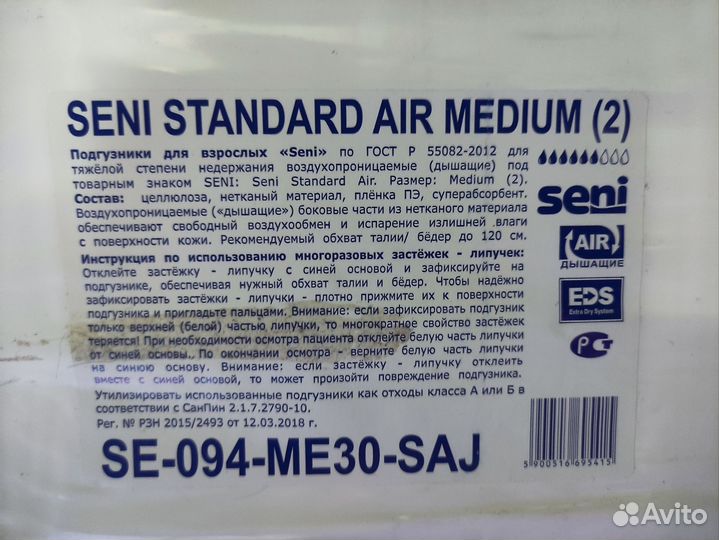 SENI STANDARD AIR MEDIUM (2)
Подгузники для взрослых «Seni» по ГОСТ Р 55082-2012 для
тяжёлой степени недержания воздухопроницаемые (дышащие) под
товарным знаком SENI: Seni Standard Air. Размер: Medium (2).
Состав: целлюлоза, нетканый материал, плёнка ПЭ, суперабсорбент.
Воздухопроницаемые («дышащие») боковые части из нетканого материала
обеспечивают свободный воздухообмен и испарение излишней влаги
с поверхности кожи. Рекомендуемый обхват талии/ бёдер до 120 см.
seni
AIR
ДЫШАЩИЕ
EDS
Extra Dry System
РСТ
Инструкция по использованию многоразовых застёжек - липучек:
Отклейте застёжку - липучку с синей основой и зафиксируйте на
подгузнике, обеспечивая нужный обхват талии и бёдер. Чтобы надёжно
зафиксировать застёжки - липучки - плотно прижмите их к поверхности
подгузника и пригладьте пальцами. Внимание: если зафиксировать подгузник
только верхней (белой) частью липучки, то многократное свойство застёжек
теряется! При необходимости осмотра пациента отклейте белую часть липучки
от синей основы. По окончании осмотра - верните белую часть липучки
на синюю основу. Внимание: если застёжку - липучку отклеить
вместе с синей основой, то может произойти повреждение подгузника.
Утилизировать использованные подгузники как отходы класса А или Б в
соответствии с СанПин 2.1.7.2790-10.
Рег. № РЗН 2015/2493 от 12.03.2018 г.
SE-094-ME30-SAJ
5 900516 695415
Avito